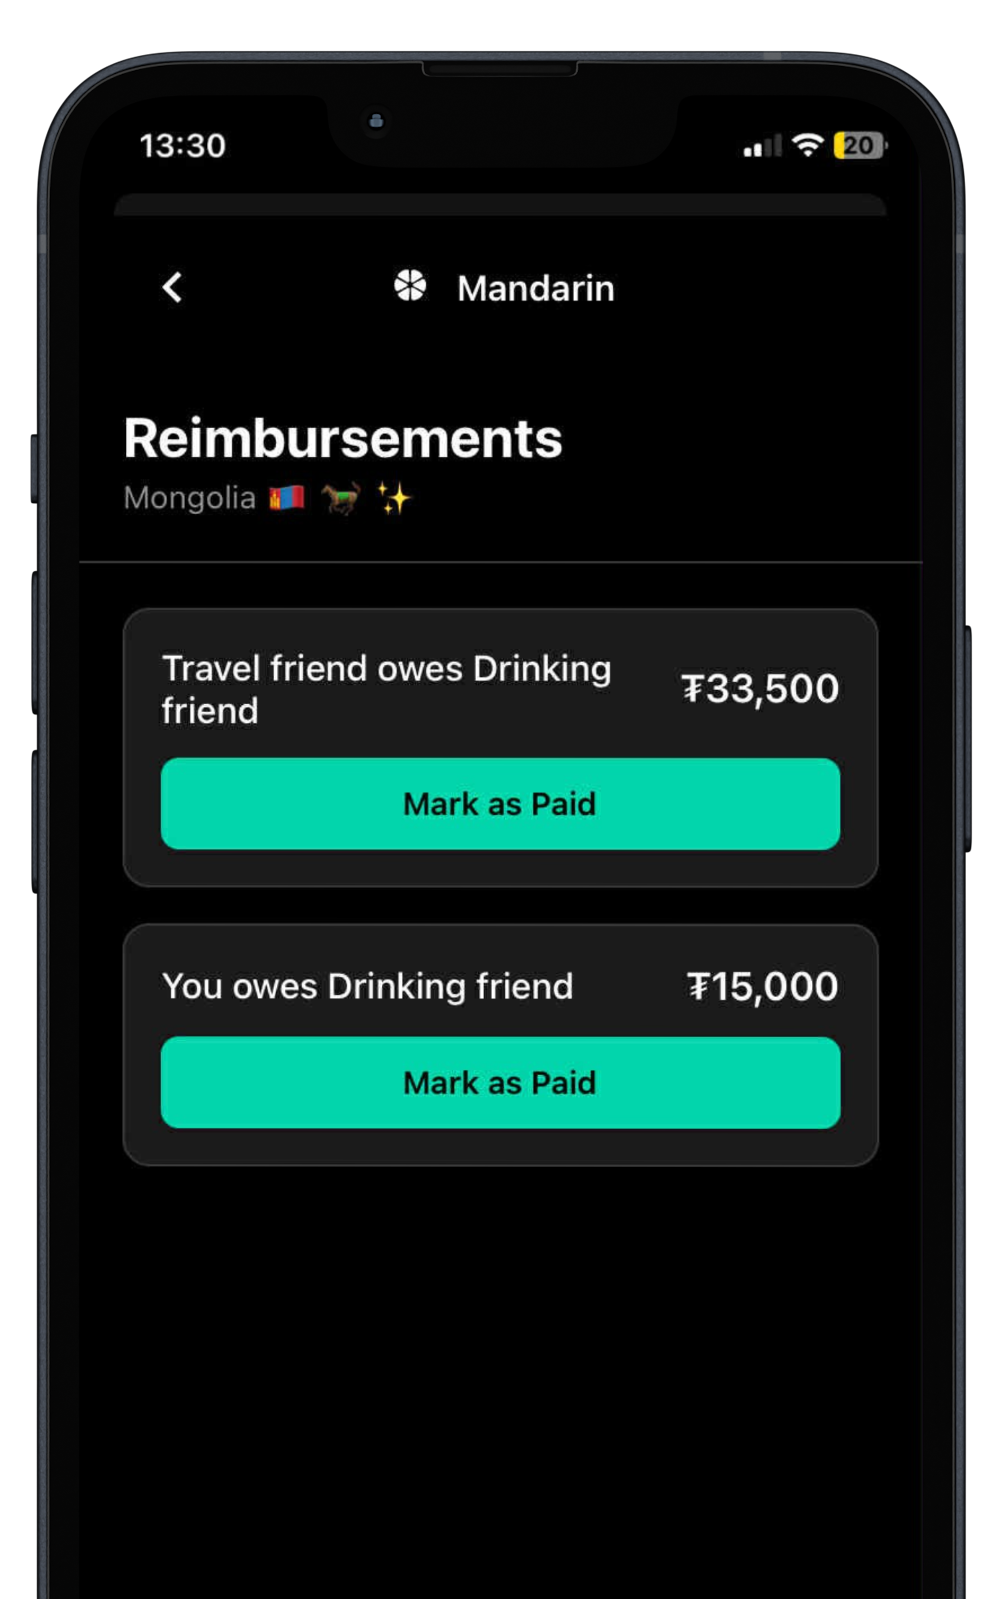 13:30
20
Mandarin
Reimbursements
Mongolia 🇲🇳 🐎 ✨
Travel friend owes Drinking
friend
₮33,500
Mark as Paid
You owes Drinking friend
₮15,000
Mark as Paid